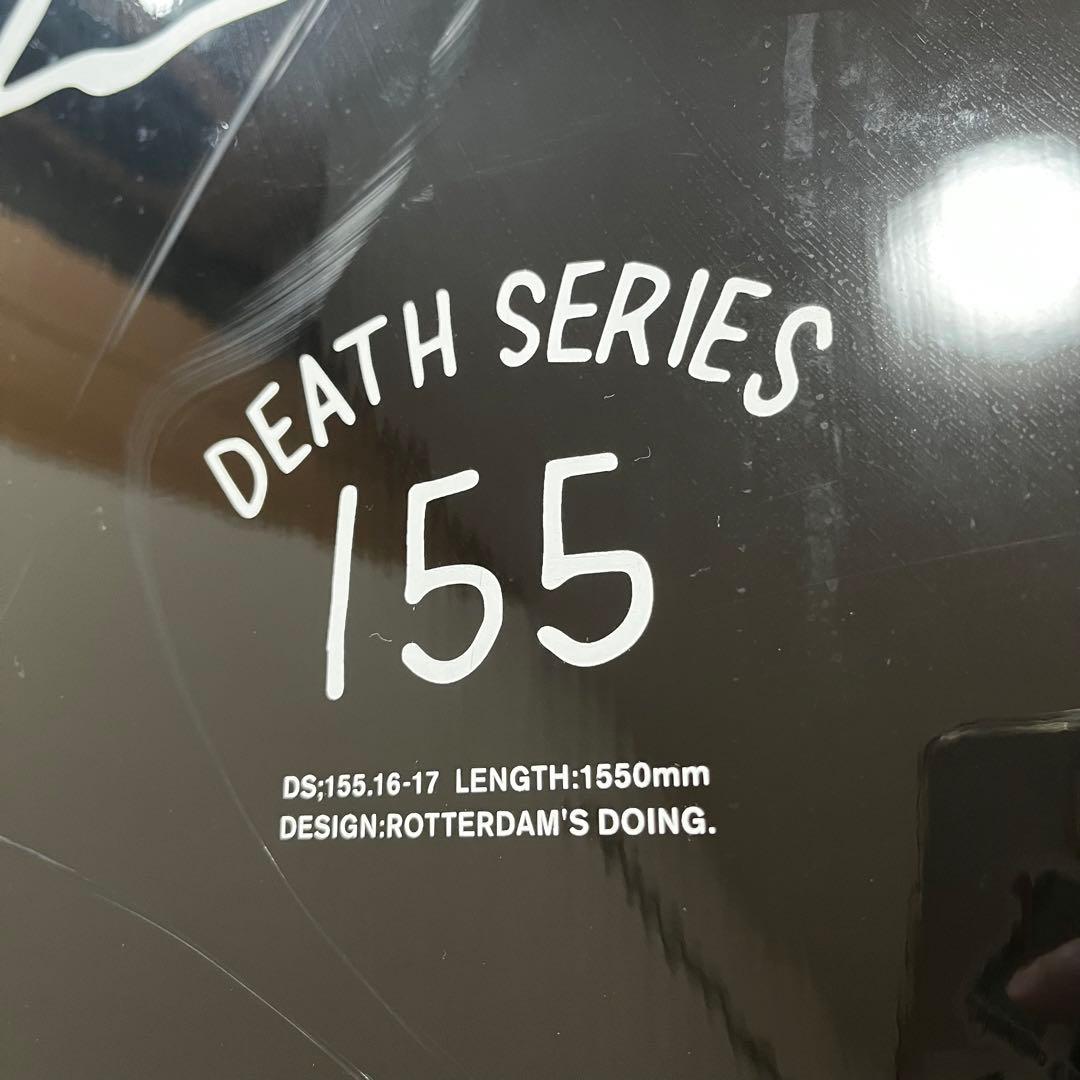 DEATH SERIES
155
DS;155.16-17 LENGTH:1550mm
DESIGN:ROTTERDAM'S DOING.